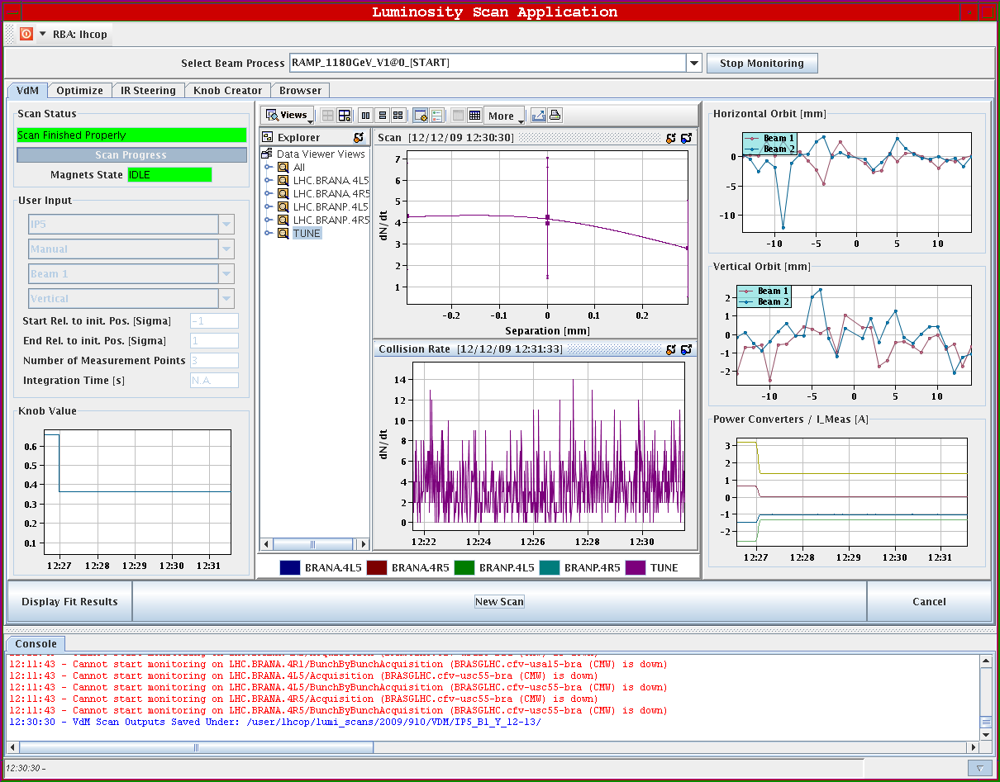 Luminosity Scan Application
RBA: lhcop
Select Beam Process RAMP_1180GeV_V1@0_[START] Stop Monitoring
VdM Optimize IR Steering Knob Creator Browser
Scan Status
Scan Finished Properly
Scan Progress
Magnets State IDLE
User Input
IP5
Manual
Beam 1
Vertical
Start Rel. to init. Pos. [Sigma] -1
End Rel. to init. Pos. [Sigma] 1
Number of Measurement Points 3
Integration Time [s] N.A.
Knob Value
0.6
0.5
0.4
0.3
0.2
0.1
12:27 12:28 12:29 12:30 12:31
Views More
Explorer
Data Viewer Views
All
LHC.BRANA.4L5
LHC.BRANA.4R5
LHC.BRANP.4L5
LHC.BRANP.4R5
TUNE
Scan [12/12/09 12:30:30]
7
6
5
4
3
2
1
dN/dt
-0.2 -0.1 0 0.1 0.2
Separation [mm]
Collision Rate [12/12/09 12:31:33]
14
12
10
8
6
4
2
0
dN/dt
12:22 12:24 12:26 12:28 12:30
BRANA.4L5 BRANA.4R5 BRANP.4L5 BRANP.4R5 TUNE
Horizontal Orbit [mm]
Beam 1
Beam 2
0
-5
-10
-10 -5 0 5 10
Vertical Orbit [mm]
Beam 1
Beam 2
2
1
0
-1
-2
-10 -5 0 5 10
Power Converters / I_Meas [A]
3
2
1
0
-1
-2
12:27 12:28 12:29 12:30 12:31
Display Fit Results New Scan Cancel
Console
12:11:43 - Cannot start monitoring on LHC.BRANA.4R1/BunchByBunchAcquisition (BRASGLHC.cfv-usa15-bra (CMW) is down)
12:11:43 - Cannot start monitoring on LHC.BRANA.4L5/Acquisition (BRASGLHC.cfv-usc55-bra (CMW) is down)
12:11:43 - Cannot start monitoring on LHC.BRANA.4L5/BunchByBunchAcquisition (BRASGLHC.cfv-usc55-bra (CMW) is down)
12:11:43 - Cannot start monitoring on LHC.BRANA.4R5/Acquisition (BRASGLHC.cfv-usc55-bra (CMW) is down)
12:11:43 - Cannot start monitoring on LHC.BRANA.4R5/BunchByBunchAcquisition (BRASGLHC.cfv-usc55-bra (CMW) is down)
12:30:30 - VdM Scan Outputs Saved Under: /user/lhcop/lumi_scans/2009/910/VDM/IP5_B1_Y_12-13/
12:30:30 -